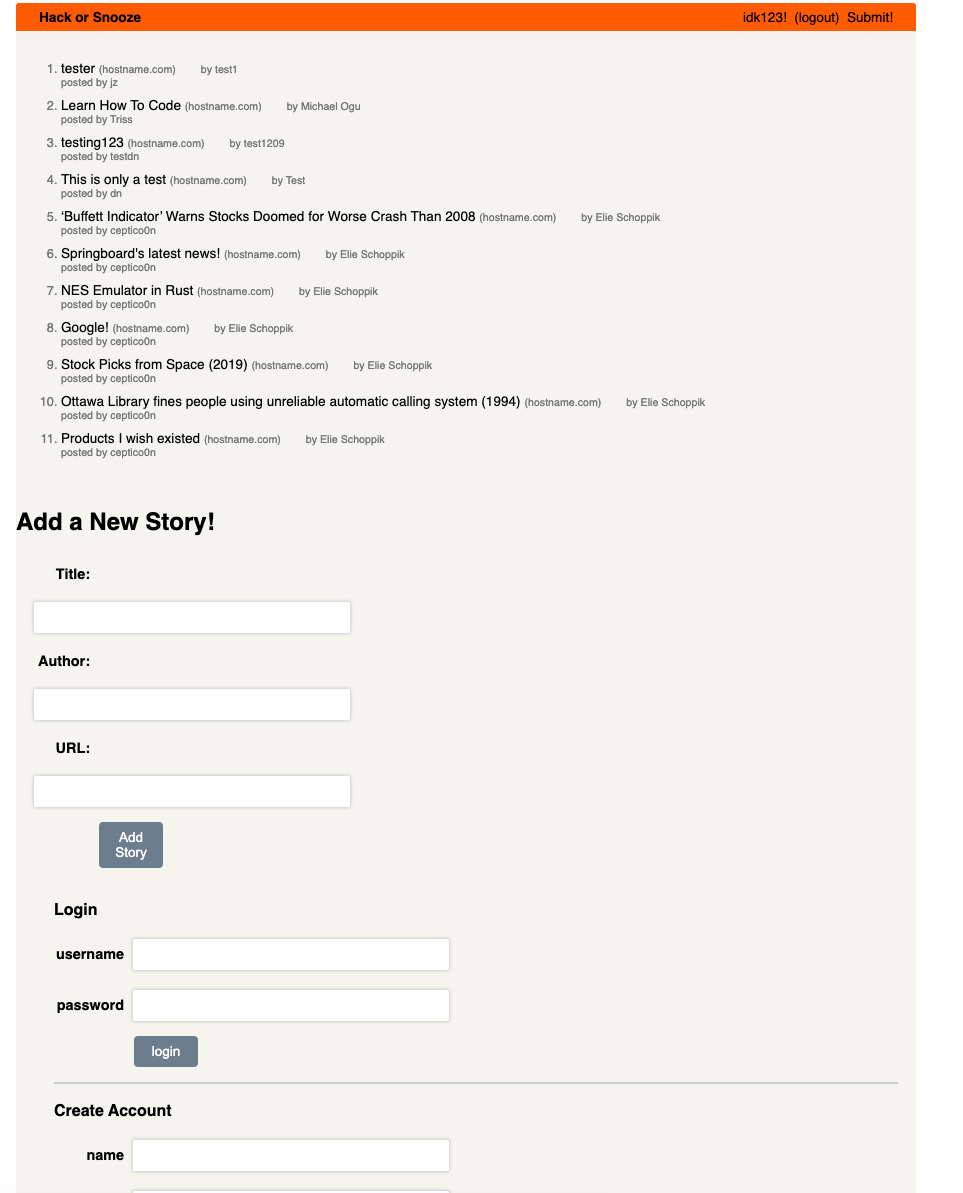 Hack or Snooze idk123! (logout) Submit!
1. tester (hostname.com) by test1
posted by jz
2. Learn How To Code (hostname.com) by Michael Ogu
posted by Triss
3. testing123 (hostname.com) by test1209
posted by testdn
4. This is only a test (hostname.com) by Test
posted by dn
5. ‘Buffett Indicator’ Warns Stocks Doomed for Worse Crash Than 2008 (hostname.com) by Elie Schoppik
posted by ceptico0n
6. Springboard's latest news! (hostname.com) by Elie Schoppik
posted by ceptico0n
7. NES Emulator in Rust (hostname.com) by Elie Schoppik
posted by ceptico0n
8. Google! (hostname.com) by Elie Schoppik
posted by ceptico0n
9. Stock Picks from Space (2019) (hostname.com) by Elie Schoppik
posted by ceptico0n
10. Ottawa Library fines people using unreliable automatic calling system (1994) (hostname.com) by Elie Schoppik
posted by ceptico0n
11. Products I wish existed (hostname.com) by Elie Schoppik
posted by ceptico0n
Add a New Story!
Title:
Author:
URL:
Add
Story
Login
username
password
login
Create Account
name